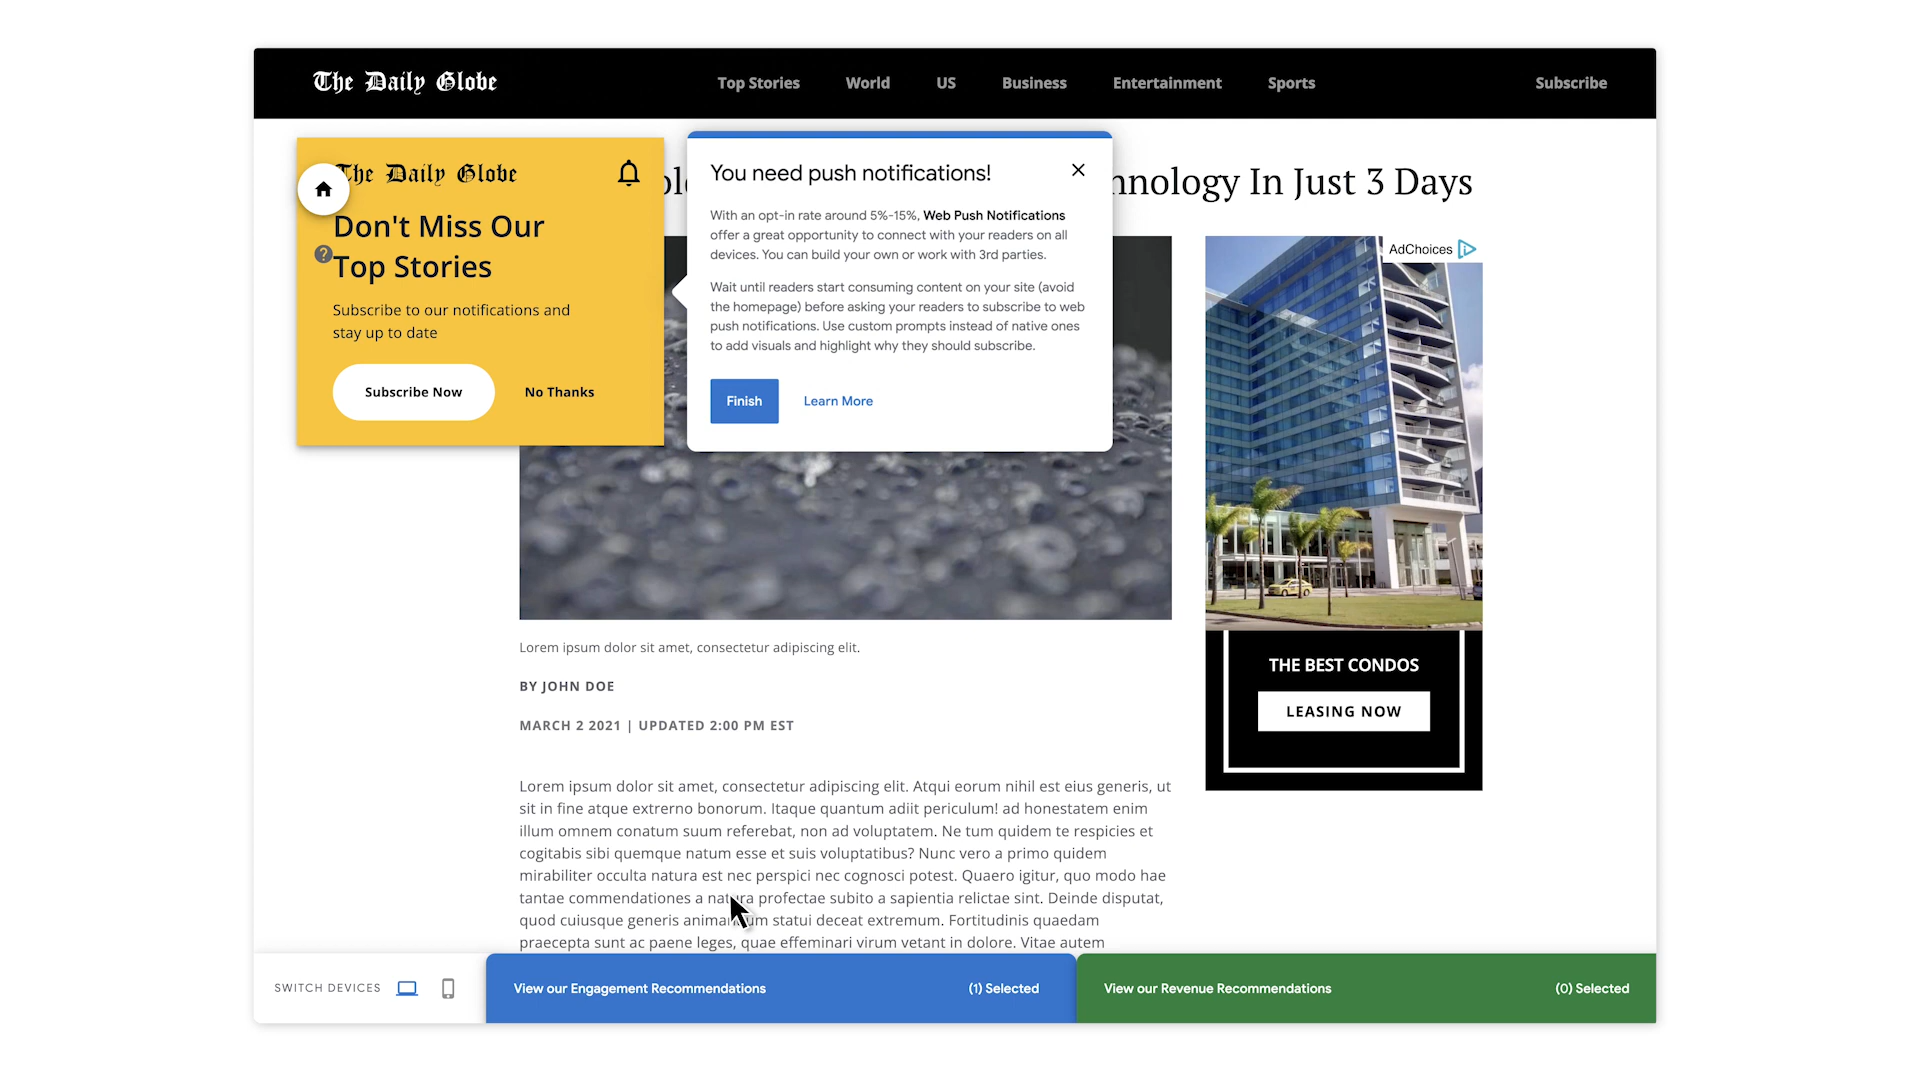 The Daily Globe
Top Stories
World
US
Business
Entertainment
Sports
Subscribe
The Daily Globe
Don't Miss Our
Top Stories
Subscribe to our notifications and
stay up to date
Subscribe Now
No Thanks
You need push notifications!
With an opt-in rate around 5%-15%, Web Push Notifications
offer a great opportunity to connect with your readers on all
devices. You can build your own or work with 3rd parties.
Wait until readers start consuming content on your site (avoid
the homepage) before asking your readers to subscribe to web
push notifications. Use custom prompts instead of native ones
to add visuals and highlight why they should subscribe.
Finish
Learn More
In Just 3 Days
AdChoices
THE BEST CONDOS
LEASING NOW
Lorem ipsum dolor sit amet, consectetur adipiscing elit.
BY JOHN DOE
MARCH 2 2021 | UPDATED 2:00 PM EST
Lorem ipsum dolor sit amet, consectetur adipiscing elit. Atqui eorum nihil est eius generis, ut
sit in fine atque extrerno bonorum. Itaque quantum adiit periculum! ad honestatem enim
illum omnem conatum suum referebat, non ad voluptatem. Ne tum quidem te respicies et
cogitabis sibi quemque natum esse et suis voluptatibus? Nunc vero a primo quidem
mirabiliter occulta natura est nec perspici nec cognosci potest. Quaero igitur, quo modo hae
tantae commendationes a natura profectae subito a sapientia relictae sint. Deinde disputat,
quod cuiusque generis animantium statui deceat extremum. Fortitudinis quaedam
praecepta sunt ac paene leges, quae effeminari virum vetant in dolore. Vitae autem
SWITCH DEVICES
View our Engagement Recommendations
(1) Selected
View our Revenue Recommendations
(0) Selected